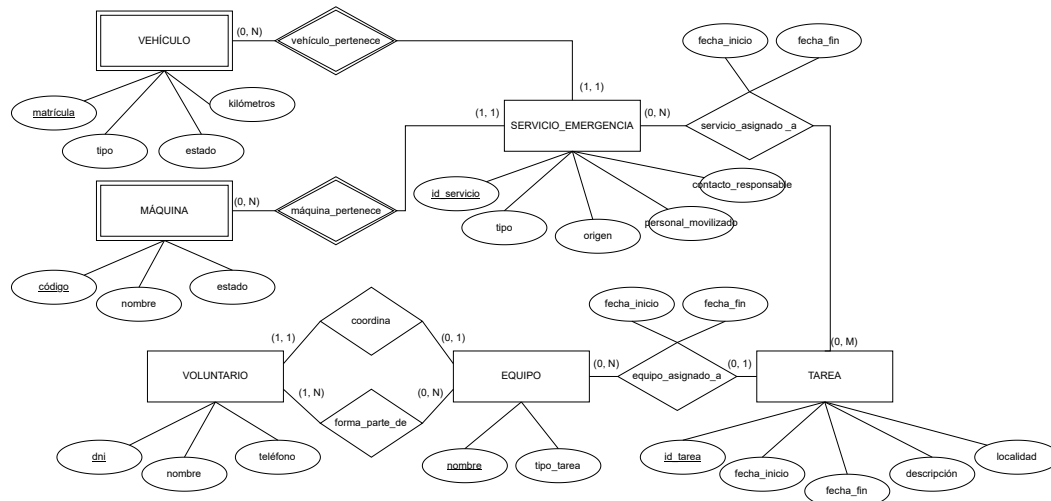 VEHÍCULO
(0, N)
vehículo_pertenece
fecha_inicio
fecha_fin
matrícula
kilómetros
tipo
estado
(1, 1)
(1, 1)
SERVICIO_EMERGENCIA
(0, N)
servicio_asignado _a
MÁQUINA
(0, N)
máquina_pertenece
id_servicio
contacto_responsable
tipo
personal_movilizado
origen
código
nombre
estado
coordina
fecha_inicio
fecha_fin
(1, 1)
(0, 1)
(0, M)
VOLUNTARIO
EQUIPO
(0, N)
equipo_asignado_a
(0, 1)
TAREA
(1, N)
(0, N)
forma_parte_de
dni
teléfono
nombre
nombre
tipo_tarea
id_tarea
localidad
fecha_inicio
descripción
fecha_fin